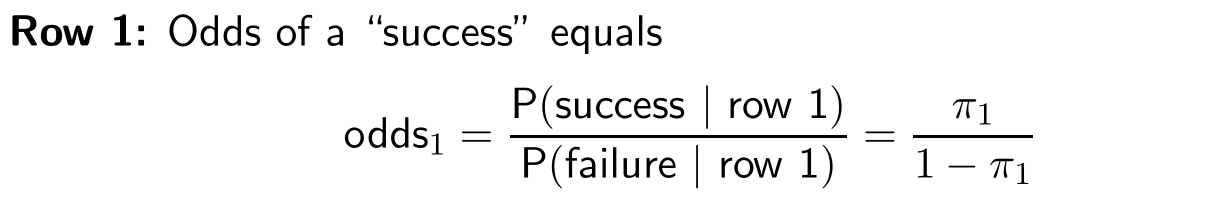 Row 1: Odds of a “success” equals
odds₁ = P(success | row 1) / P(failure | row 1) = π₁ / 1 − π₁